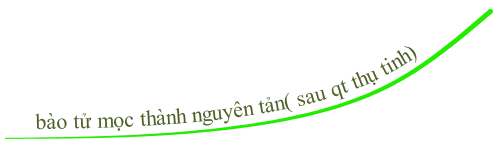 bào tử mọc thành nguyên tản( sau qt thụ tinh)